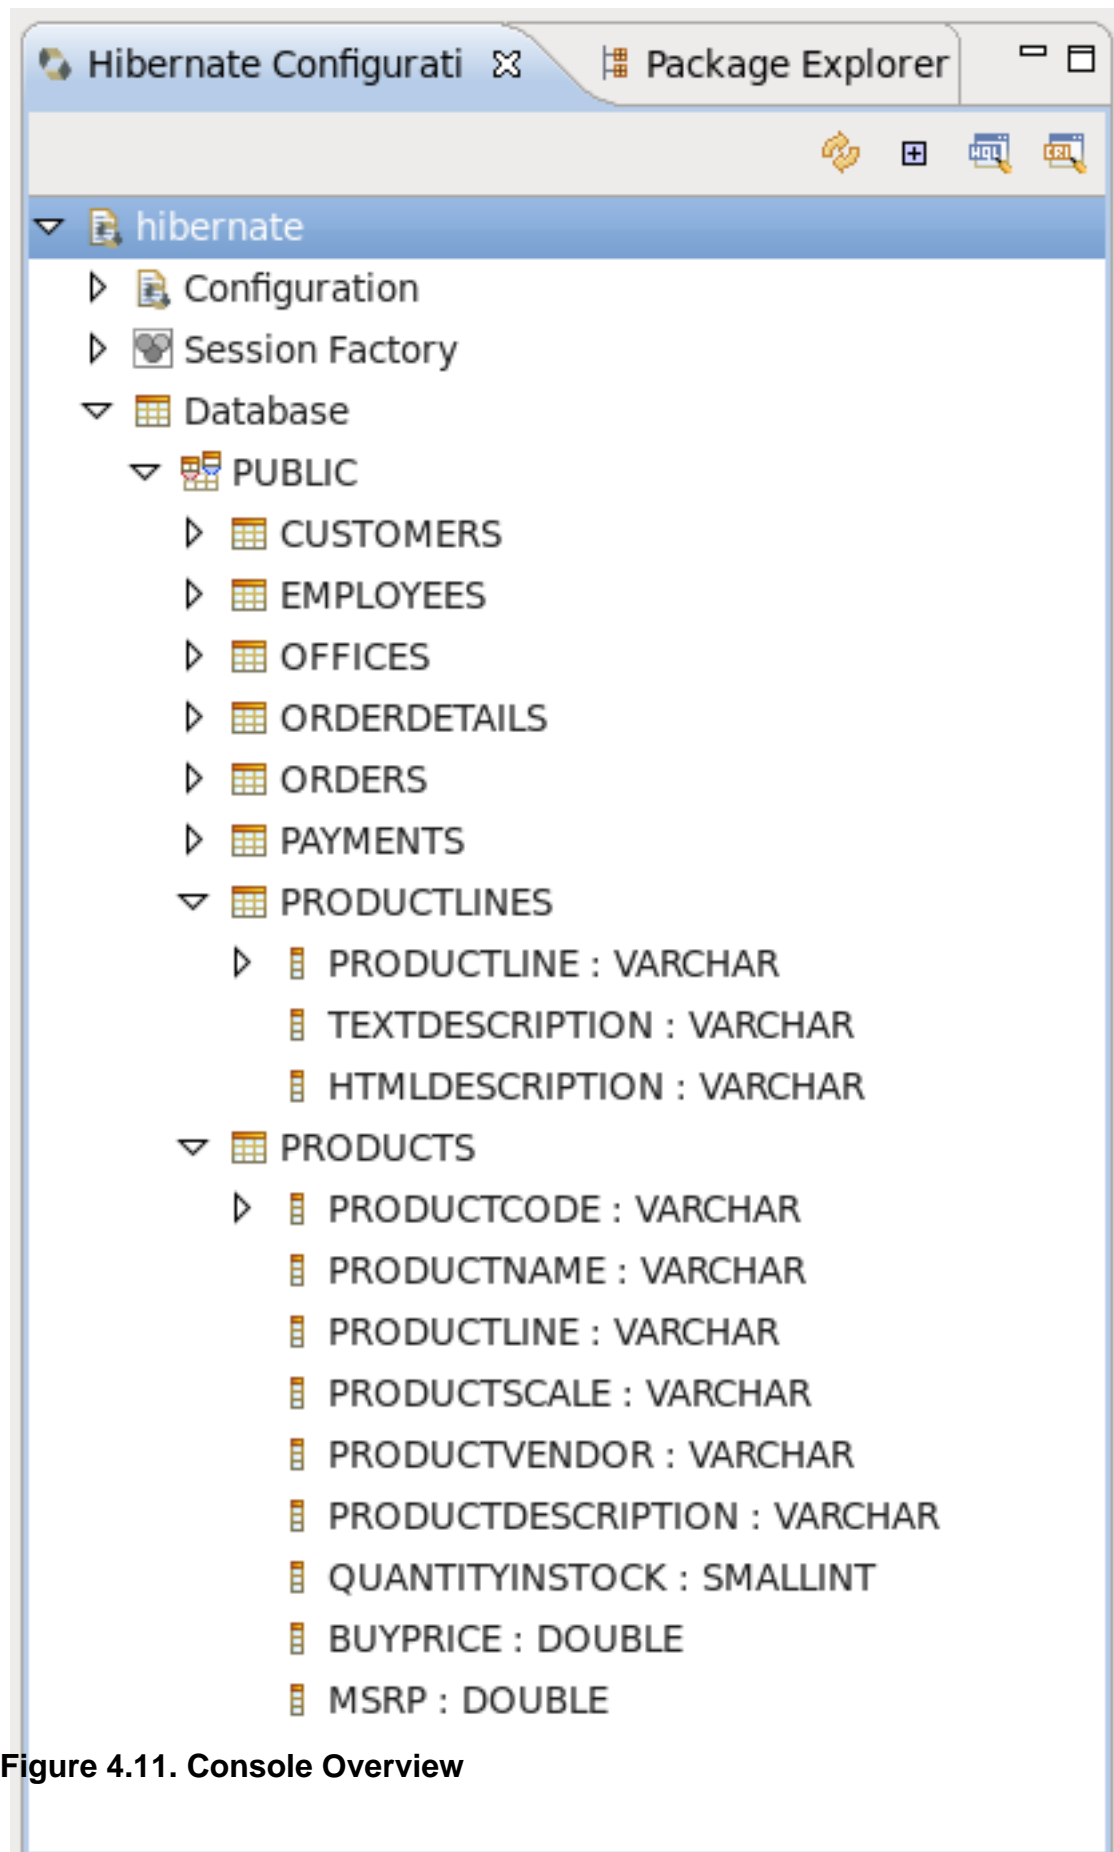 Hibernate Configurati Package Explorer
HQL CRI
hibernate
Configuration
Session Factory
Database
PUBLIC
CUSTOMERS
EMPLOYEES
OFFICES
ORDERDETAILS
ORDERS
PAYMENTS
PRODUCTLINES
PRODUCTLINE : VARCHAR
TEXTDESCRIPTION : VARCHAR
HTMLDESCRIPTION : VARCHAR
PRODUCTS
PRODUCTCODE : VARCHAR
PRODUCTNAME : VARCHAR
PRODUCTLINE : VARCHAR
PRODUCTSCALE : VARCHAR
PRODUCTVENDOR : VARCHAR
PRODUCTDESCRIPTION : VARCHAR
QUANTITYINSTOCK : SMALLINT
BUYPRICE : DOUBLE
MSRP : DOUBLE
Figure 4.11. Console Overview